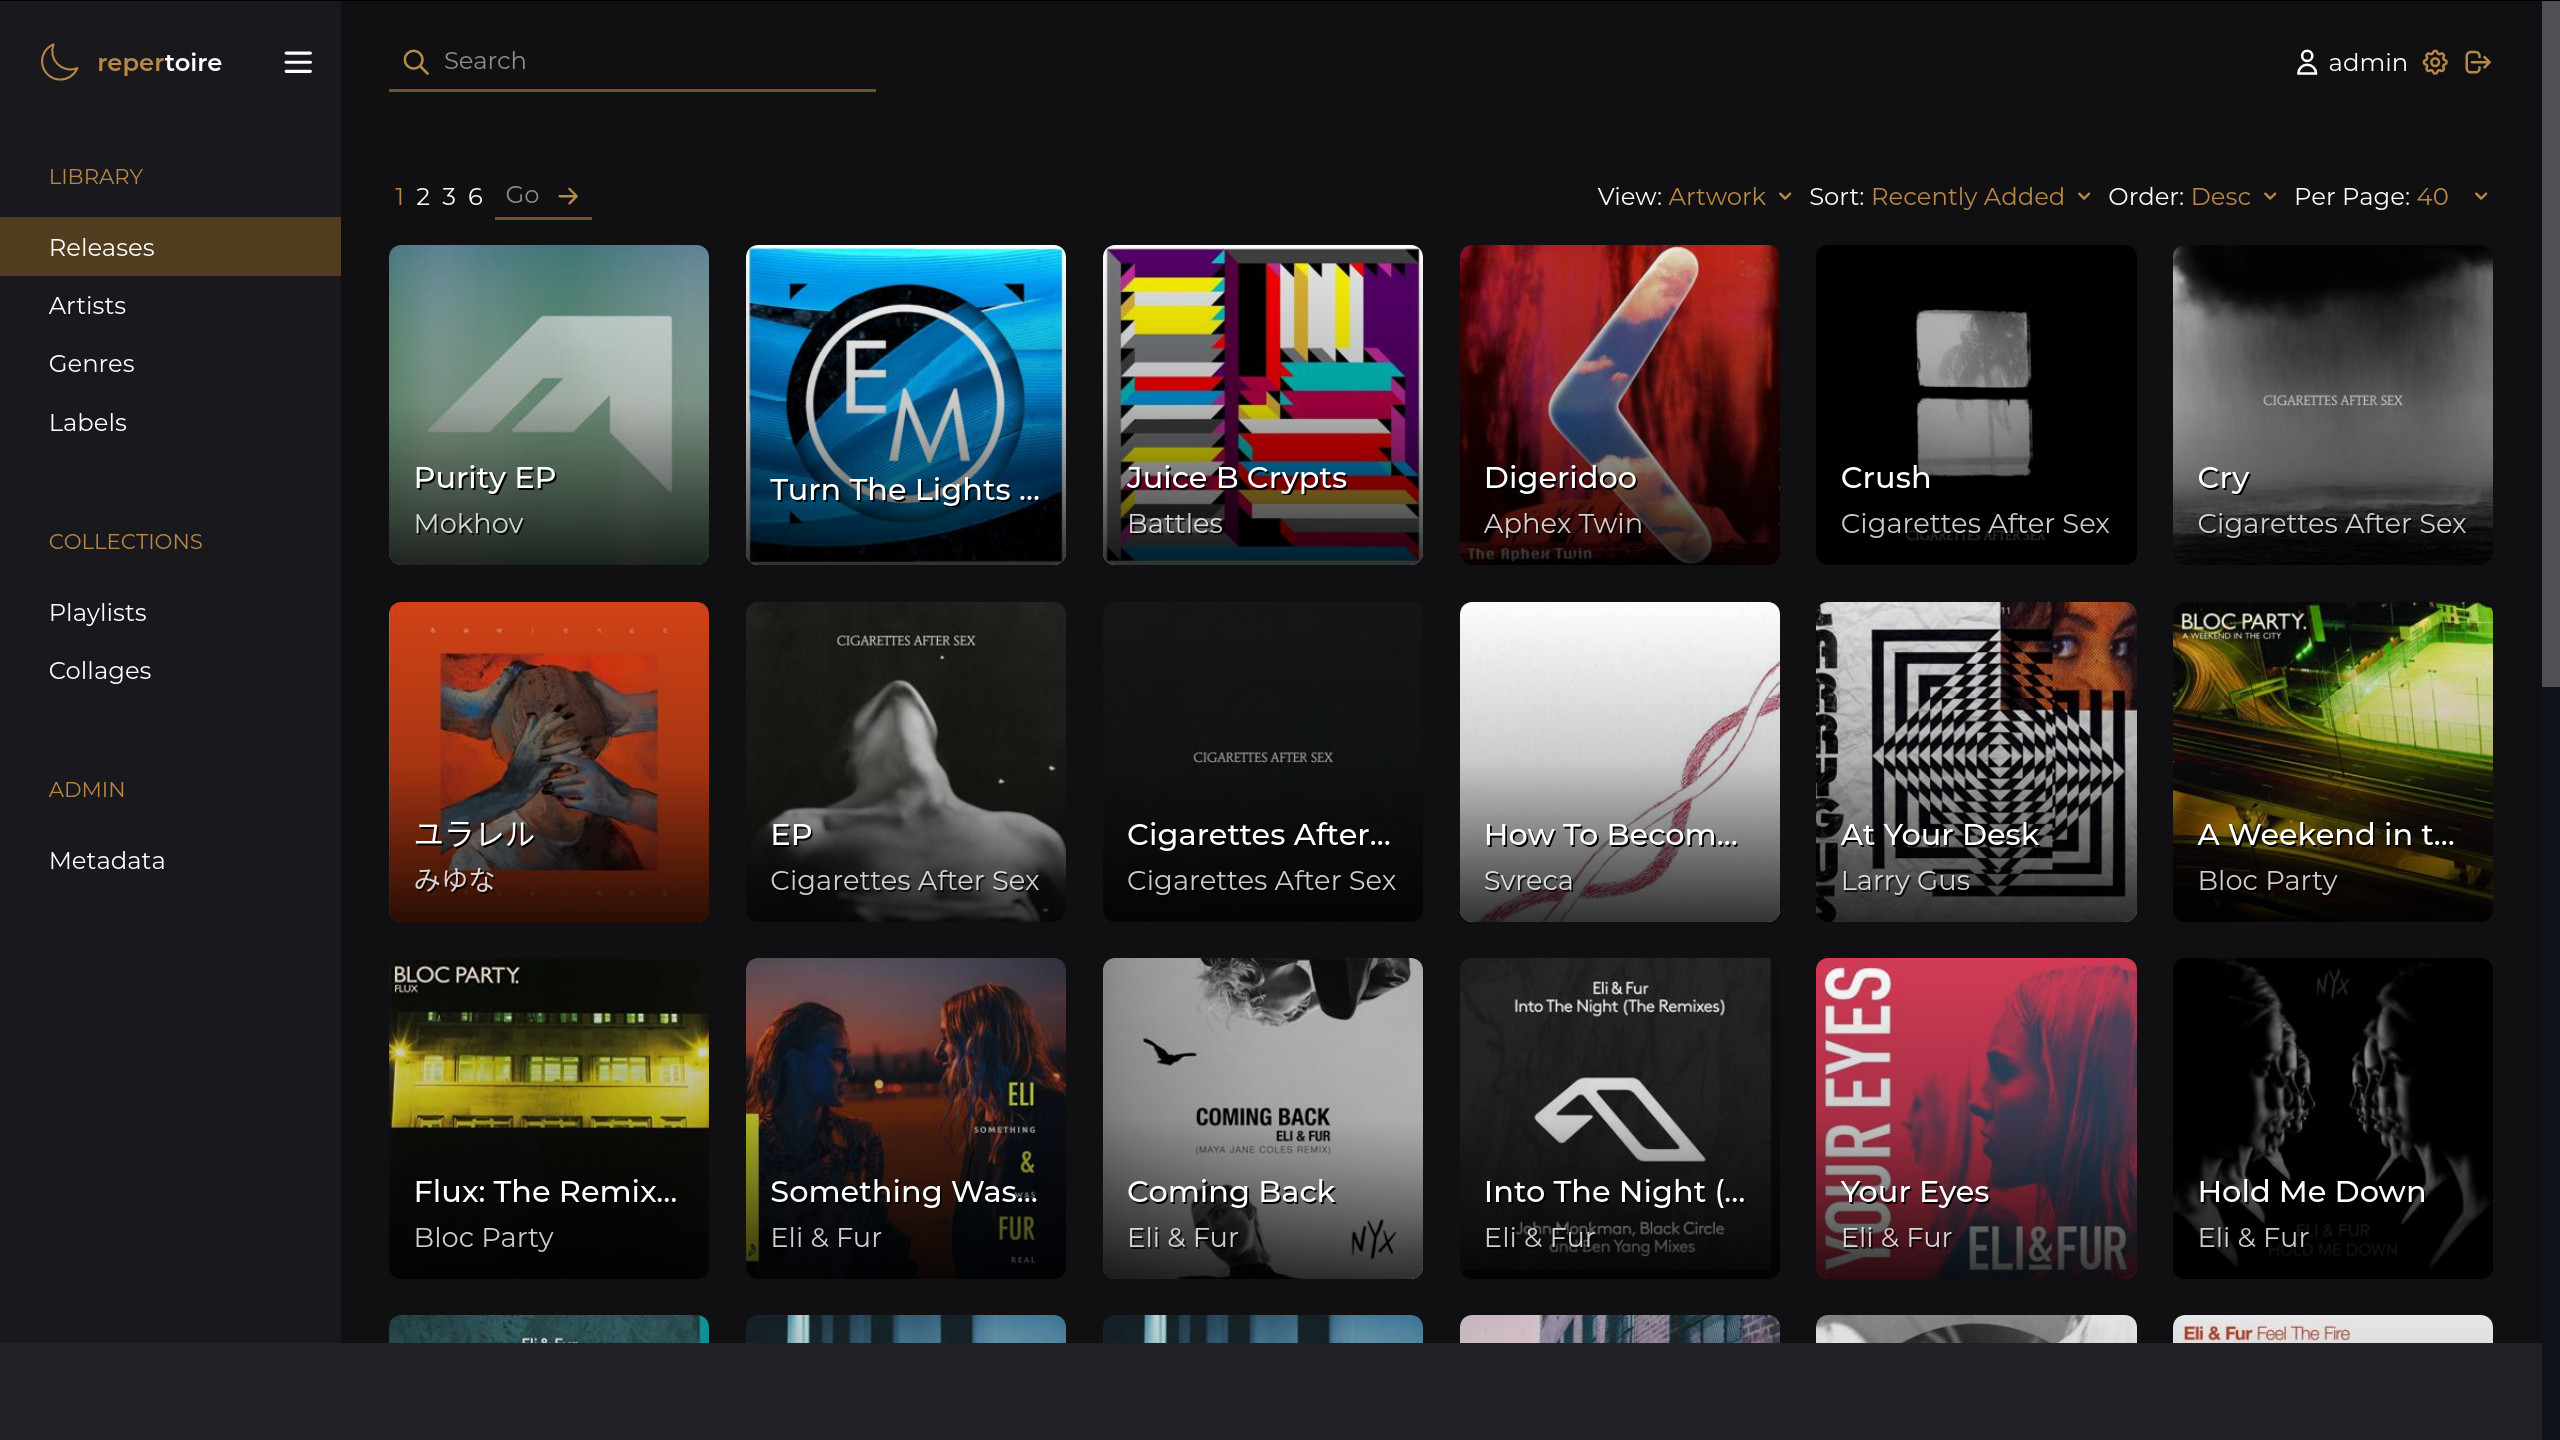 repertoire
Search
admin
LIBRARY
Releases
Artists
Genres
Labels
COLLECTIONS
Playlists
Collages
ADMIN
Metadata
1 2 3 6 Go
View: Artwork Sort: Recently Added Order: Desc Per Page: 40
Purity EP
Mokhov
EM
Turn The Lights ...
Juice B Crypts
Battles
Digeridoo
Aphex Twin
The Aphex Twin
Crush
Cigarettes After Sex
CIGARETTES AFTER SEX
CIGARETTES AFTER SEX
Cry
Cigarettes After Sex
ユラレル
みゆな
CIGARETTES AFTER SEX
EP
Cigarettes After Sex
CIGARETTES AFTER SEX
Cigarettes After...
Cigarettes After Sex
How To Becom...
Svreca
At Your Desk
Larry Gus
BLOC PARTY.
A WEEKEND IN THE CITY
A Weekend in t...
Bloc Party
BLOC PARTY.
FLUX
Flux: The Remix...
Bloc Party
ELI
SOMETHING
&
WAS
FUR
REAL
Something Was...
Eli & Fur
COMING BACK
ELI & FUR
(MAYA JANE COLES REMIX)
Coming Back
Eli & Fur
NYX
Eli & Fur
Into The Night (The Remixes)
Into The Night (...
Eli & Fur
John Monkman, Black Circle
and Ben Yang Mixes
YOUR EYES
Your Eyes
Eli & Fur
ELI&FUR
NYX
Hold Me Down
Eli & Fur
ELI & FUR
HOLD ME DOWN
Eli & Fur
Eli & Fur Feel The Fire